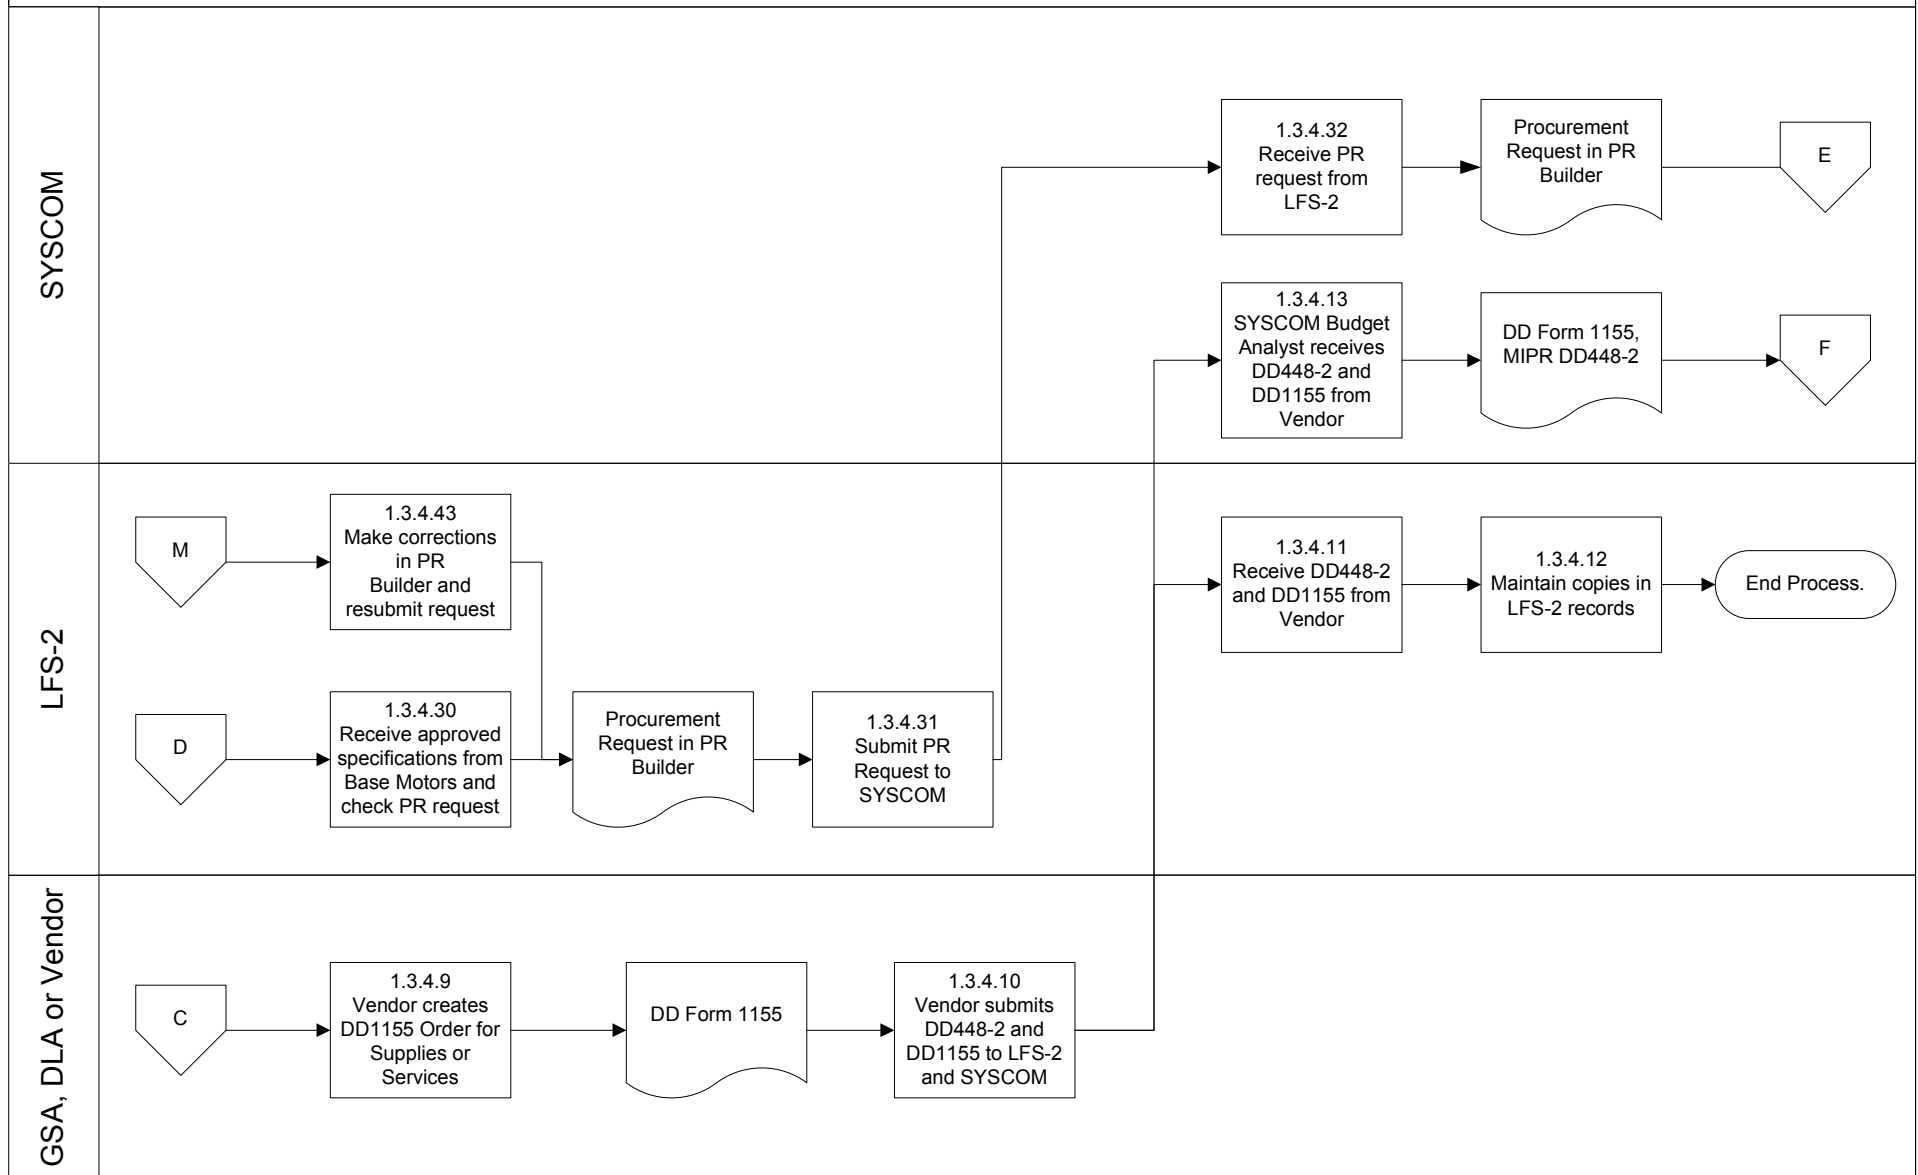 SYSCOM
1.3.4.32
Receive PR
request from
LFS-2
Procurement
Request in PR
Builder
E
1.3.4.13
SYSCOM Budget
Analyst receives
DD448-2 and
DD1155 from
Vendor
DD Form 1155,
MIPR DD448-2
F
LFS-2
M
1.3.4.43
Make corrections
in PR
Builder and
resubmit request
1.3.4.11
Receive DD448-2
and DD1155 from
Vendor
1.3.4.12
Maintain copies in
LFS-2 records
End Process.
D
1.3.4.30
Receive approved
specifications from
Base Motors and
check PR request
Procurement
Request in PR
Builder
1.3.4.31
Submit PR
Request to
SYSCOM
GSA, DLA or Vendor
C
1.3.4.9
Vendor creates
DD1155 Order for
Supplies or
Services
DD Form 1155
1.3.4.10
Vendor submits
DD448-2 and
DD1155 to LFS-2
and SYSCOM